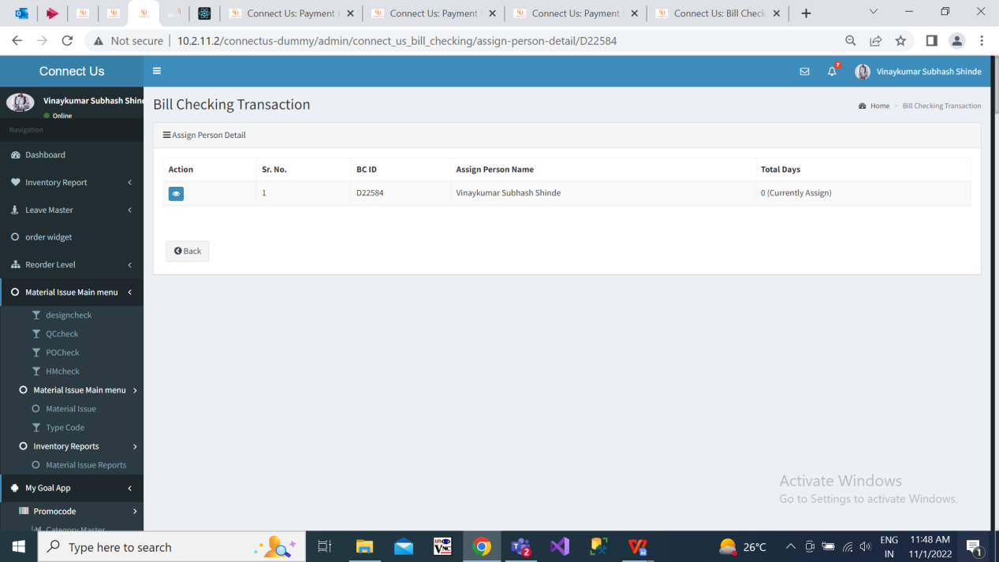 Connect Us: Payment
Connect Us: Payment
Connect Us: Payment
Connect Us: Bill Check
Not secure
10.2.11.2/connectus-dummy/admin/connect_us_bill_checking/assign-person-detail/D22584
Connect Us
7
Vinaykumar Subhash Shinde
Vinaykumar Subhash Shind
Online
Bill Checking Transaction
Home > Bill Checking Transaction
Navigation
Dashboard
Inventory Report
Leave Master
order widget
Reorder Level
Material Issue Main menu
designcheck
QCcheck
POCheck
HMcheck
Material Issue Main menu
Material Issue
Type Code
Inventory Reports
Material Issue Reports
My Goal App
Promocode
Category Master
Assign Person Detail
Action Sr. No. BC ID Assign Person Name Total Days
1 D22584 Vinaykumar Subhash Shinde 0 (Currently Assign)
Back
Activate Windows
Go to Settings to activate Windows.
Type here to search
VNC
2
26°C
ENG
IN
11:48 AM
11/1/2022
1